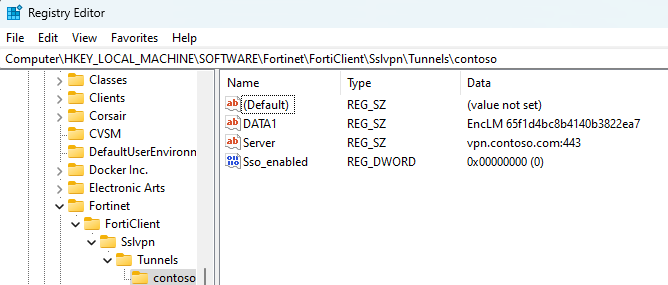 Registry Editor
File Edit View Favorites Help
Computer\HKEY_LOCAL_MACHINE\SOFTWARE\Fortinet\FortiClient\Sslvpn\Tunnels\contoso
Classes
Clients
Corsair
CVSM
DefaultUserEnvironm
Docker Inc.
Electronic Arts
Fortinet
FortiClient
Sslvpn
Tunnels
contoso
Name Type Data
(Default) REG_SZ (value not set)
DATA1 REG_SZ EncLM 65f1d4bc8b4140b3822ea7
Server REG_SZ vpn.contoso.com:443
Sso_enabled REG_DWORD 0x00000000 (0)